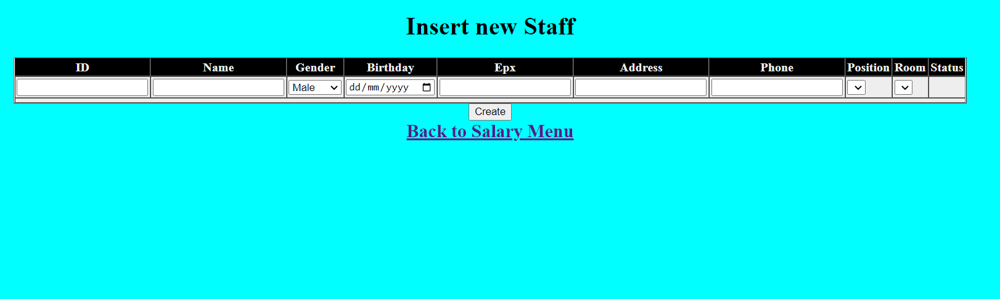 Insert new Staff
ID Name Gender Birthday Epx Address Phone Position Room Status
Male dd/mm/yyyy
Create
Back to Salary Menu